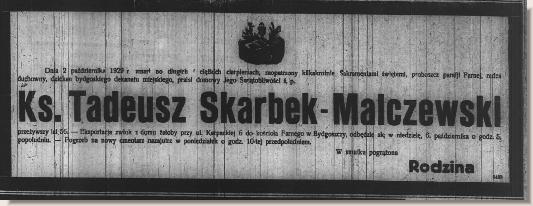 Dnia 2 października 1929 r. zmarł po długich i ciężkich cierpieniach, zaopatrzony kilkakrotnie Sakramentami świętemi, proboszcz parafji Farnej, radca
duchowny, dziekan bydgoskiego dekanatu miejskiego, prałat domowy Jego Świątobliwości ś. p.
Ks. Tadeusz Skarbek-Malczewski
przeżywszy lat 56. — Eksportacja zwłok z domu żałoby przy ul. Karpackiej 6 do kościoła Farnego w Bydgoszczy, odbędzie się w niedzielę, 6. października o godz. 5,
popołudniu. — Pogrzeb na nowy cmentarz nazajutrz w poniedziałek o godz. 10-tej przedpołudniem.
W smutku pogrążona
Rodzina